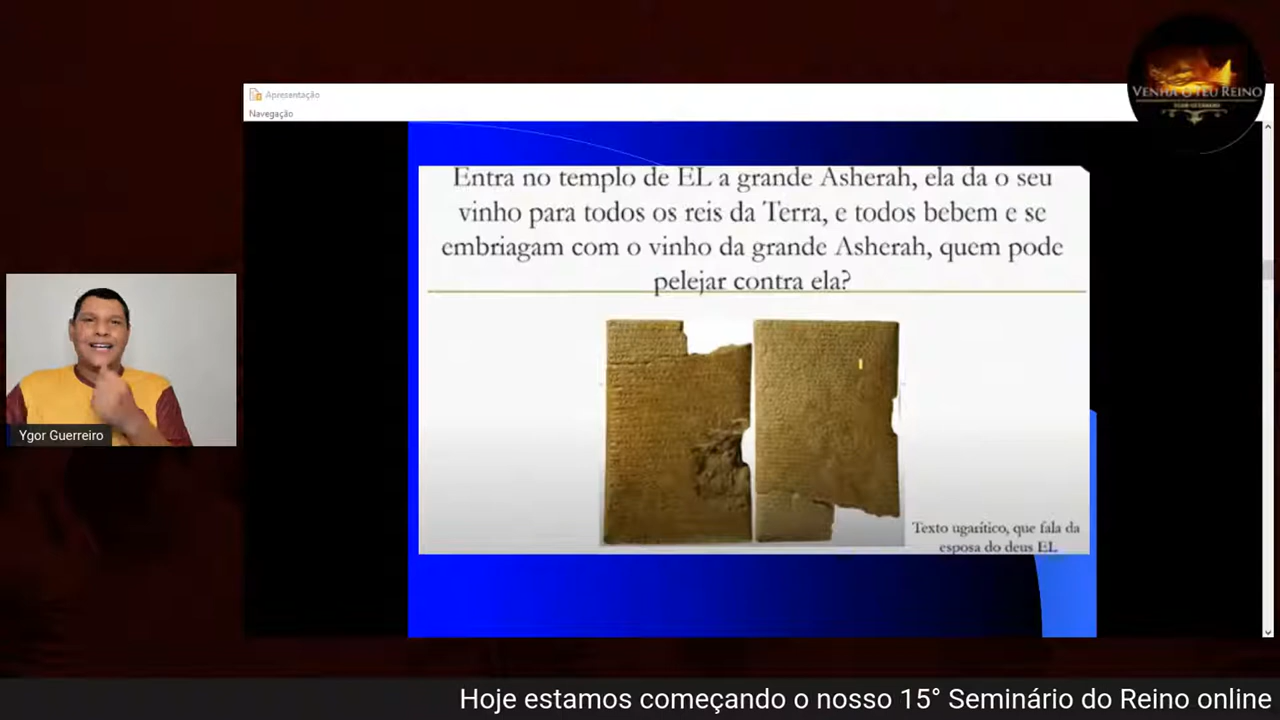 Apresentação
Navegação
VENHA O TEU REINO
YGOR GUERREIRO
Entra no templo de EL a grande Asherah, ela da o seu
vinho para todos os reis da Terra, e todos bebem e se
embriagam com o vinho da grande Asherah, quem pode
pelejar contra ela?
Texto ugarítico, que fala da
esposa do deus EL
Ygor Guerreiro
Hoje estamos começando o nosso 15° Seminário do Reino online